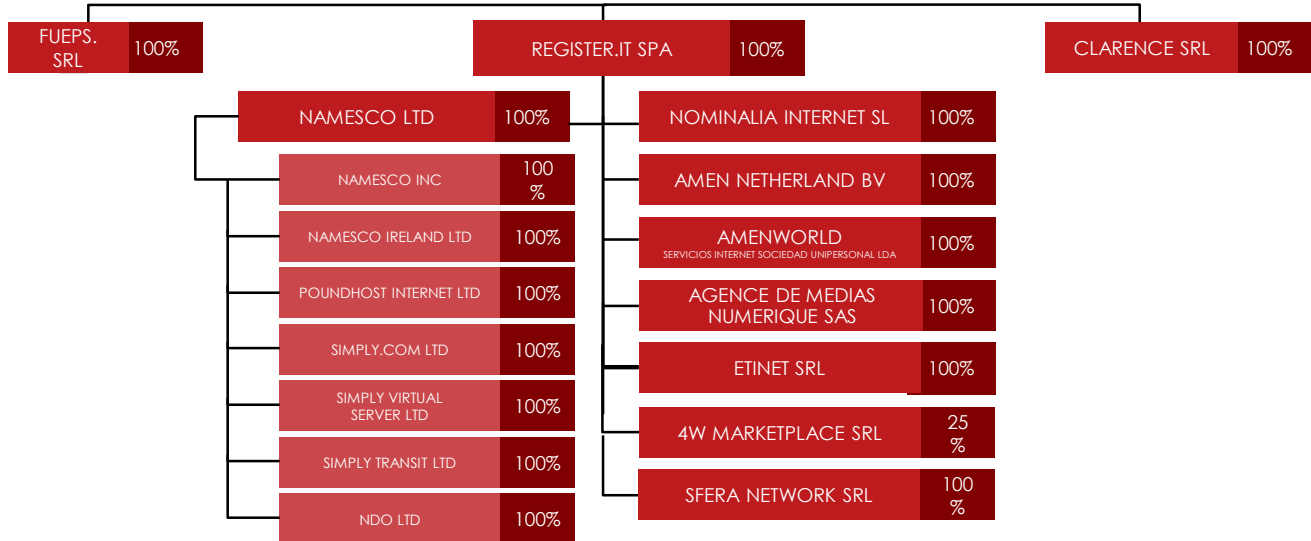 FUEPS.
SRL
100%
REGISTER.IT SPA
100%
CLARENCE SRL
100%
NAMESCO LTD
100%
NAMESCO INC
100
%
NAMESCO IRELAND LTD
100%
POUNDHOST INTERNET LTD
100%
SIMPLY.COM LTD
100%
SIMPLY VIRTUAL
SERVER LTD
100%
SIMPLY TRANSIT LTD
100%
NDO LTD
100%
NOMINALIA INTERNET SL
100%
AMEN NETHERLAND BV
100%
AMENWORLD
SERVICIOS INTERNET SOCIEDAD UNIPERSONAL LDA
100%
AGENCE DE MEDIAS
NUMERIQUE SAS
100%
ETINET SRL
100%
4W MARKETPLACE SRL
25
%
SFERA NETWORK SRL
100
%